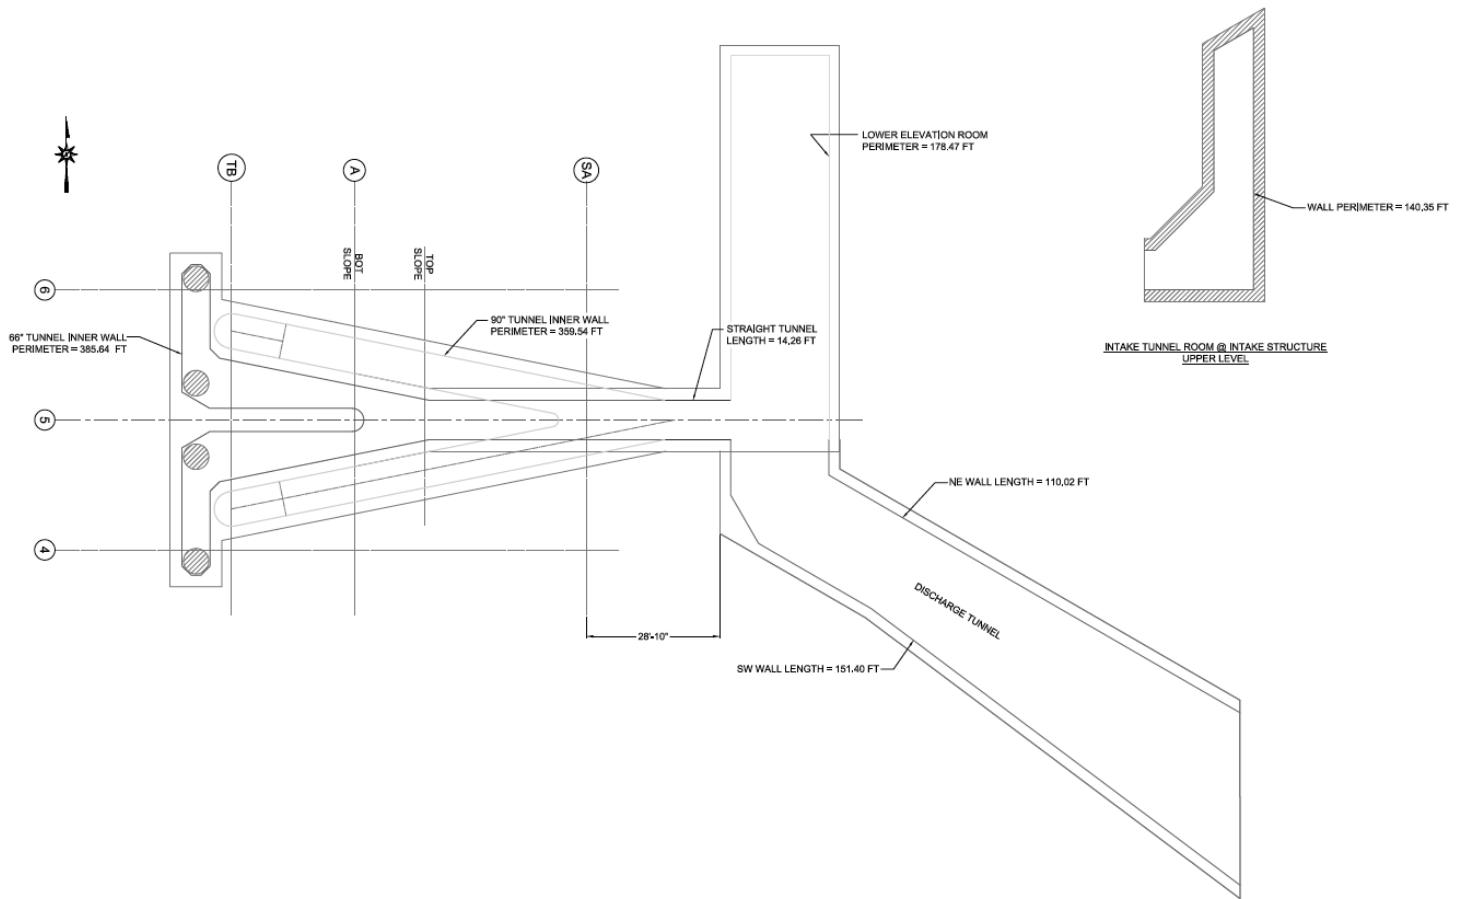 LOWER ELEVATION ROOM
PERIMETER = 178.47 FT
TB
A
SA
WALL PERIMETER = 140.35 FT
BOT
SLOPE
TOP
SLOPE
6
66" TUNNEL INNER WALL
PERIMETER = 385.64 FT
90" TUNNEL INNER WALL
PERIMETER = 359.54 FT
STRAIGHT TUNNEL
LENGTH = 14.26 FT
INTAKE TUNNEL ROOM @ INTAKE STRUCTURE
UPPER LEVEL
5
NE WALL LENGTH = 110.02 FT
4
DISCHARGE TUNNEL
28'-10"
SW WALL LENGTH = 151.40 FT